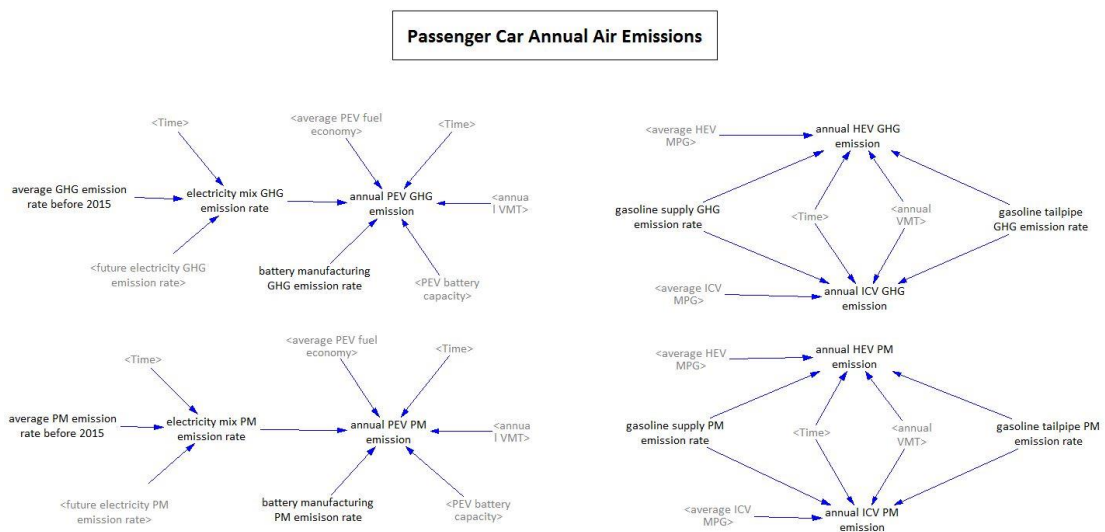 Passenger Car Annual Air Emissions
<Time>
<average PEV fuel
economy>
<Time>
average GHG emission
rate before 2015
electricity mix GHG
emission rate
annual PEV GHG
emission
<annua
l VMT>
<future electricity GHG
emission rate>
battery manufacturing
GHG emission rate
<PEV battery
capacity>
<average HEV
MPG>
annual HEV GHG
emission
gasoline supply GHG
emission rate
<Time>
<annual
VMT>
gasoline tailpipe
GHG emission rate
<average ICV
MPG>
annual ICV GHG
emission
<Time>
<average PEV fuel
economy>
<Time>
average PM emission
rate before 2015
electricity mix PM
emission rate
annual PEV PM
emission
<annua
l VMT>
<future electricity PM
emission rate>
battery manufacturing
PM emisison rate
<PEV battery
capacity>
<average HEV
MPG>
annual HEV PM
emission
gasoline supply PM
emission rate
<Time>
<annual
VMT>
gasoline tailpipe PM
emission rate
<average ICV
MPG>
annual ICV PM
emission